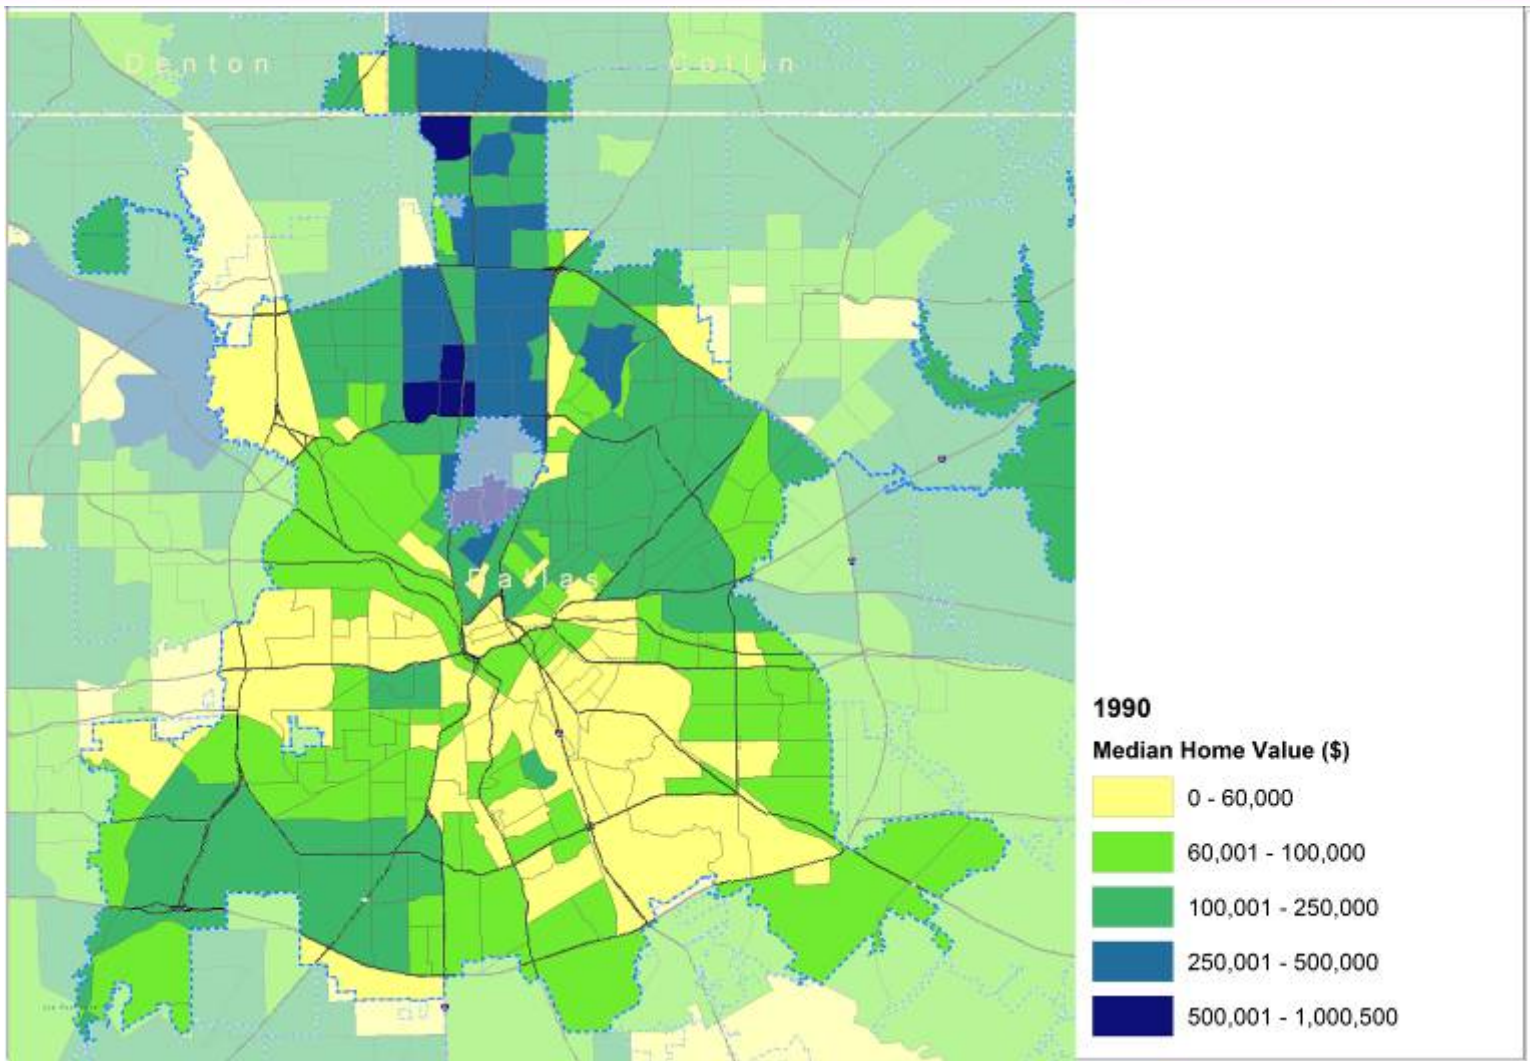 Denton
Collin
Dallas
1990
Median Home Value ($)
0 - 60,000
60,001 - 100,000
100,001 - 250,000
250,001 - 500,000
500,001 - 1,000,500